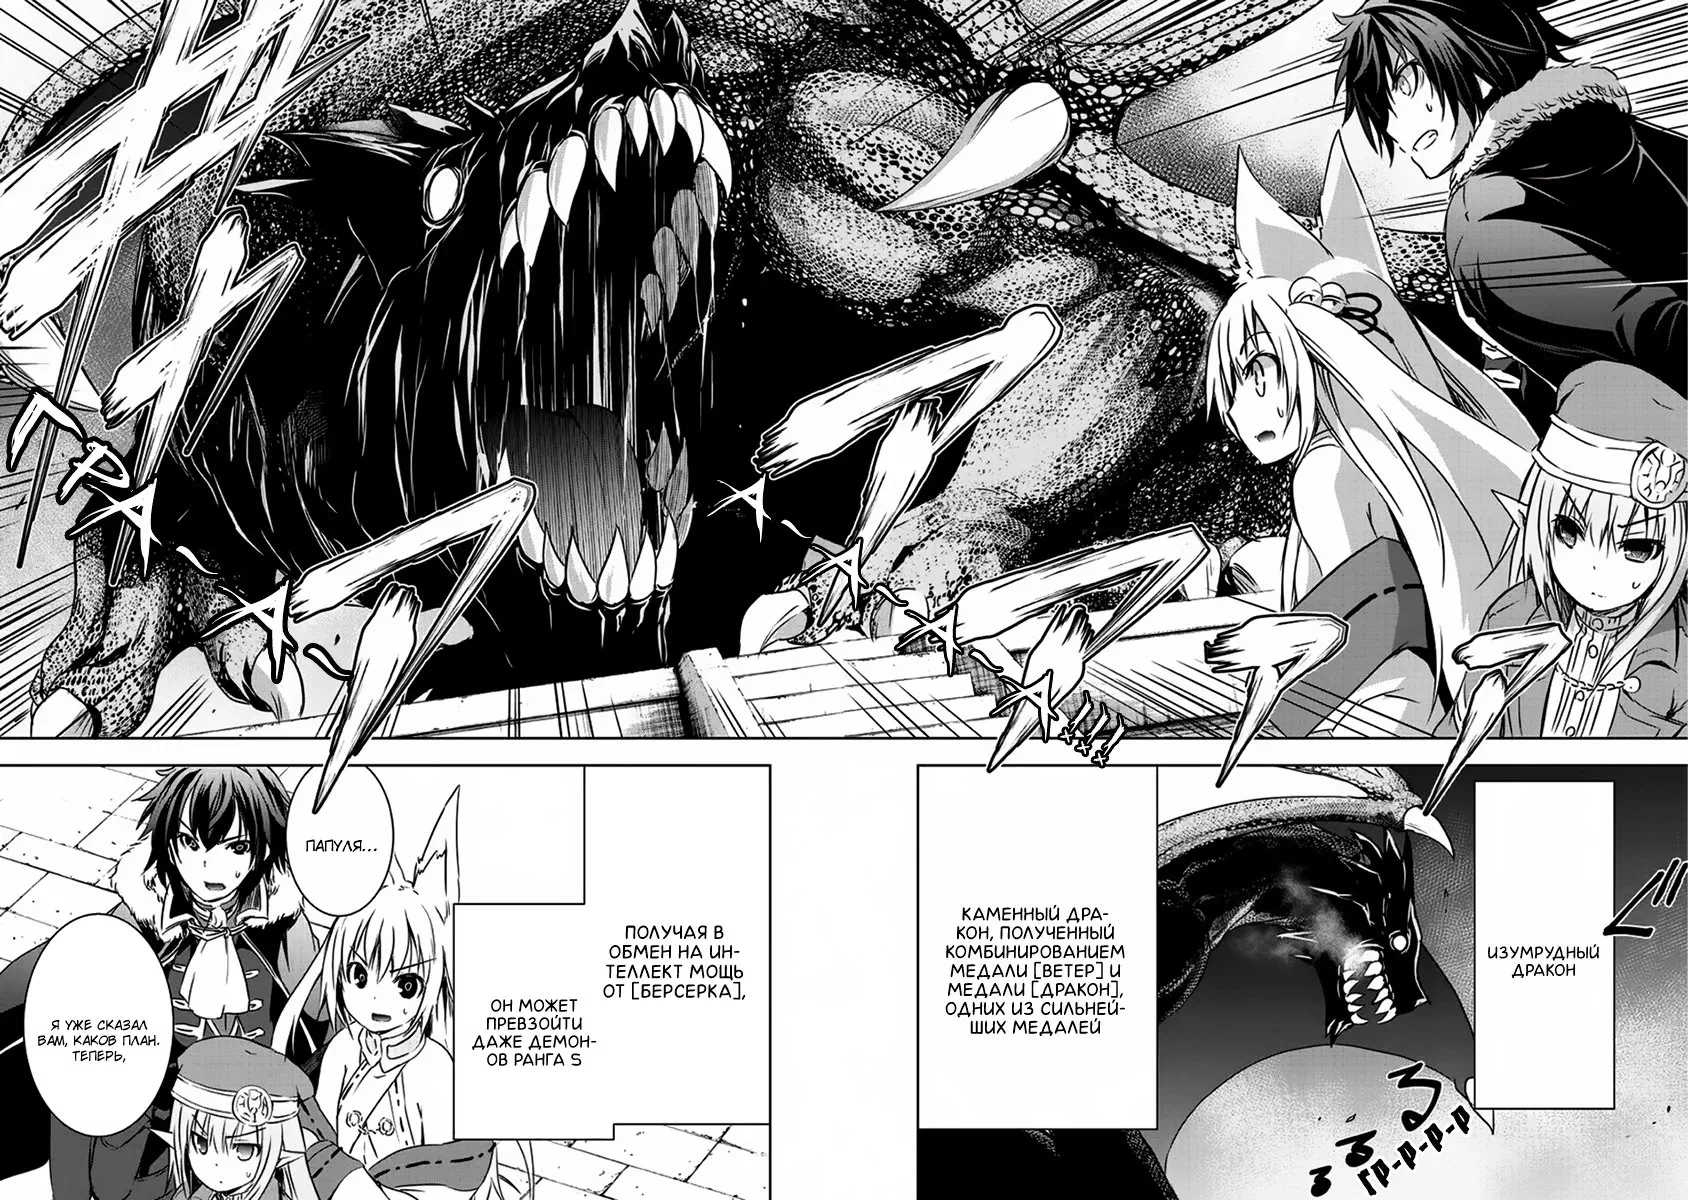 ГРА~А~А~А~А~А~А!!!
ИЗУМРУДНЫЙ
ДРАКОН
КАМЕННЫЙ ДРА-
КОН, ПОЛУЧЕННЫЙ
КОМБИНИРОВАНИЕМ
МЕДАЛИ [ВЕТЕР] И
МЕДАЛИ [ДРАКОН],
ОДНИХ ИЗ СИЛЬНЕЙ-
ШИХ МЕДАЛЕЙ
ГР-Р-Р-Р
ПОЛУЧАЯ В
ОБМЕН НА ИН-
ТЕЛЛЕКТ МОЩЬ
ОТ [БЕРСЕРКА],
ОН МОЖЕТ
ПРЕВЗОЙТИ
ДАЖЕ ДЕМОН-
ОВ РАНГА S
ПАПУЛЯ...
Я УЖЕ СКАЗАЛ
ВАМ, КАКОВ ПЛАН.
ТЕПЕРЬ,